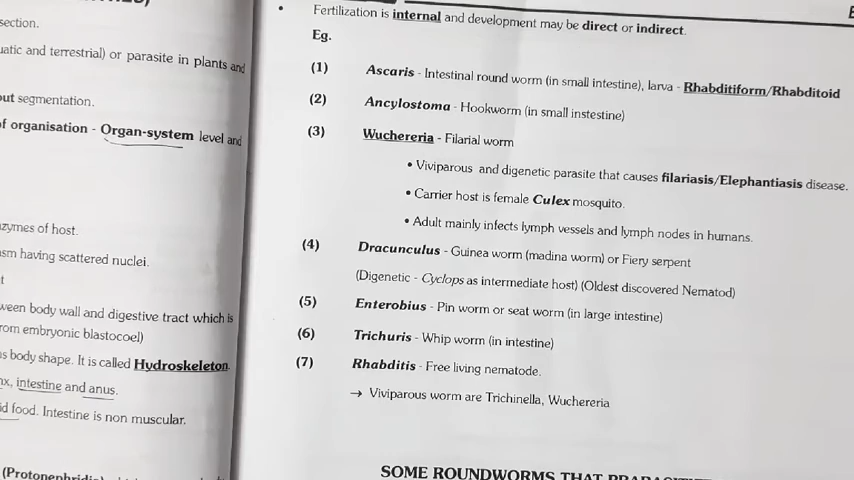 section.
uatic and terrestrial) or parasite in plants and
out segmentation.
of organisation - Organ-system level and
nzymes of host.
asm having scattered nuclei.
t
ween body wall and digestive tract which is
rom embryonic blastocoel)
is body shape. It is called Hydroskeleton.
nx, intestine and anus.
id food. Intestine is non muscular.
• Fertilization is internal and development may be direct or indirect.
Eg.
(1) Ascaris - Intestinal round worm (in small intestine), larva - Rhabditiform/Rhabditoid
(2) Ancylostoma - Hookworm (in small instestine)
(3) Wuchereria - Filarial worm
• Viviparous and digenetic parasite that causes filariasis/Elephantiasis disease.
• Carrier host is female Culex mosquito.
• Adult mainly infects lymph vessels and lymph nodes in humans.
(4) Dracunculus - Guinea worm (madina worm) or Fiery serpent
(Digenetic - Cyclops as intermediate host) (Oldest discovered Nematod)
(5) Enterobius - Pin worm or seat worm (in large intestine)
(6) Trichuris - Whip worm (in intestine)
(7) Rhabditis - Free living nematode.
→ Viviparous worm are Trichinella, Wuchereria
SOME ROUNDWORMS THAT